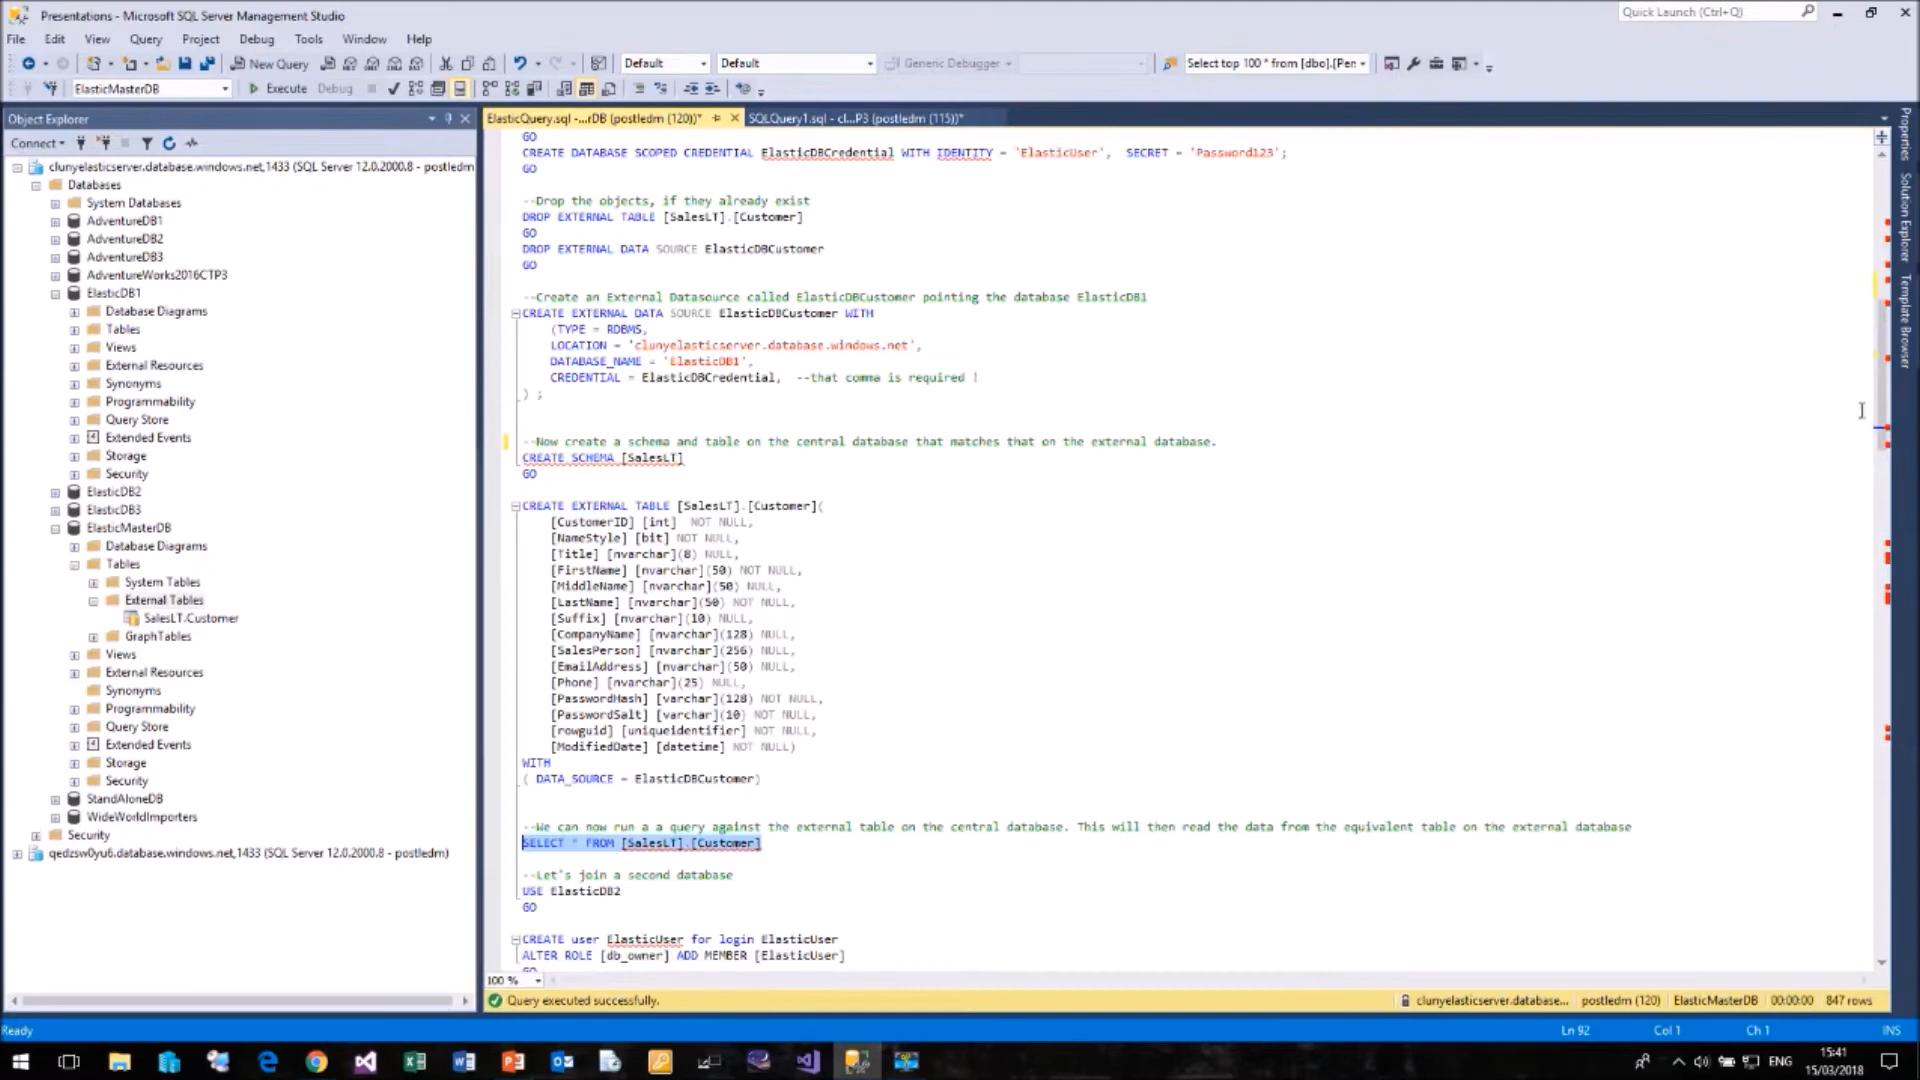 Presentations - Microsoft SQL Server Management Studio
Quick Launch (Ctrl+Q)
File Edit View Query Project Debug Tools Window Help
New Query Default Default Generic Debugger Select top 100 * from [dbo].[Per
ElasticMasterDB Execute Debug
Object Explorer
Connect
clunyelasticserver.database.windows.net,1433 (SQL Server 12.0.2000.8 - postledm
Databases
System Databases
AdventureDB1
AdventureDB2
AdventureDB3
AdventureWorks2016CTP3
ElasticDB1
Database Diagrams
Tables
Views
External Resources
Synonyms
Programmability
Query Store
Extended Events
Storage
Security
ElasticDB2
ElasticDB3
ElasticMasterDB
Database Diagrams
Tables
System Tables
External Tables
SalesLT.Customer
GraphTables
Views
External Resources
Synonyms
Programmability
Query Store
Extended Events
Storage
Security
StandAloneDB
WideWorldImporters
Security
qedzsw0yu6.database.windows.net,1433 (SQL Server 12.0.2000.8 - postledm)
ElasticQuery.sql -...rDB (postledm (120))* SQLQuery1.sql - cl...P3 (postledm (115))*
GO
CREATE DATABASE SCOPED CREDENTIAL ElasticDBCredential WITH IDENTITY = 'ElasticUser', SECRET = 'Password123';
GO
--Drop the objects, if they already exist
DROP EXTERNAL TABLE [SalesLT].[Customer]
GO
DROP EXTERNAL DATA SOURCE ElasticDBCustomer
GO
--Create an External Datasource called ElasticDBCustomer pointing the database ElasticDB1
CREATE EXTERNAL DATA SOURCE ElasticDBCustomer WITH
(TYPE = RDBMS,
LOCATION = 'clunyelasticserver.database.windows.net',
DATABASE_NAME = 'ElasticDB1',
CREDENTIAL = ElasticDBCredential, --that comma is required !
) ;
--Now create a schema and table on the central database that matches that on the external database.
CREATE SCHEMA [SalesLT]
GO
CREATE EXTERNAL TABLE [SalesLT].[Customer](
[CustomerID] [int] NOT NULL,
[NameStyle] [bit] NOT NULL,
[Title] [nvarchar](8) NULL,
[FirstName] [nvarchar](50) NOT NULL,
[MiddleName] [nvarchar](50) NULL,
[LastName] [nvarchar](50) NOT NULL,
[Suffix] [nvarchar](10) NULL,
[CompanyName] [nvarchar](128) NULL,
[SalesPerson] [nvarchar](256) NULL,
[EmailAddress] [nvarchar](50) NULL,
[Phone] [nvarchar](25) NULL,
[PasswordHash] [varchar](128) NOT NULL,
[PasswordSalt] [varchar](10) NOT NULL,
[rowguid] [uniqueidentifier] NOT NULL,
[ModifiedDate] [datetime] NOT NULL)
WITH
( DATA_SOURCE = ElasticDBCustomer)
--We can now run a a query against the external table on the central database. This will then read the data from the equivalent table on the external database
SELECT * FROM [SalesLT].[Customer]
--Let's join a second database
USE ElasticDB2
GO
CREATE user ElasticUser for login ElasticUser
ALTER ROLE [db_owner] ADD MEMBER [ElasticUser]
GO
100 %
Query executed successfully. clunyelasticserver.database... postledm (120) ElasticMasterDB 00:00:00 847 rows
Properties
Solution Explorer
Template Browser
Ready Ln 92 Col 1 Ch 1 INS
ENG 15:41
15/03/2018